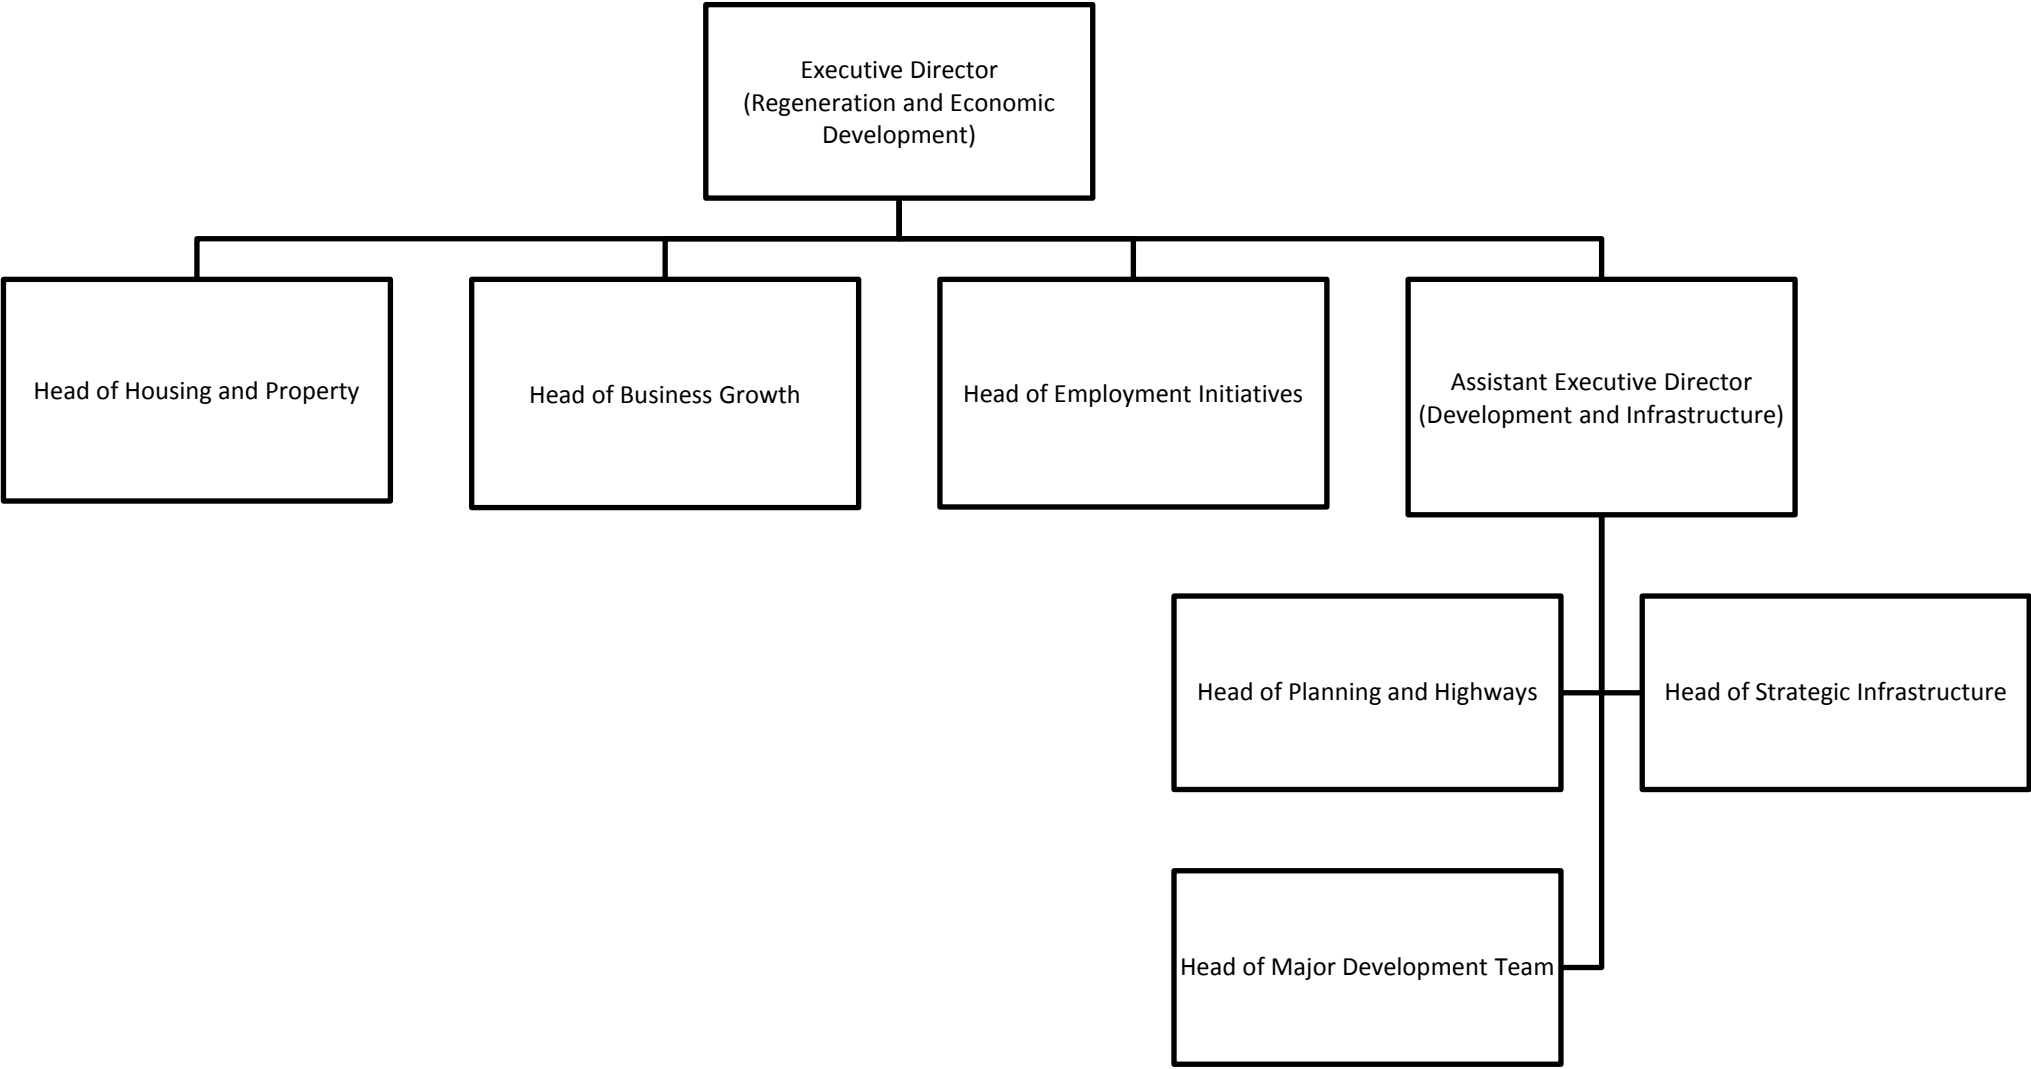 Executive Director
(Regeneration and Economic
Development)
Head of Housing and Property
Head of Business Growth
Head of Employment Initiatives
Assistant Executive Director
(Development and Infrastructure)
Head of Planning and Highways
Head of Strategic Infrastructure
Head of Major Development Team